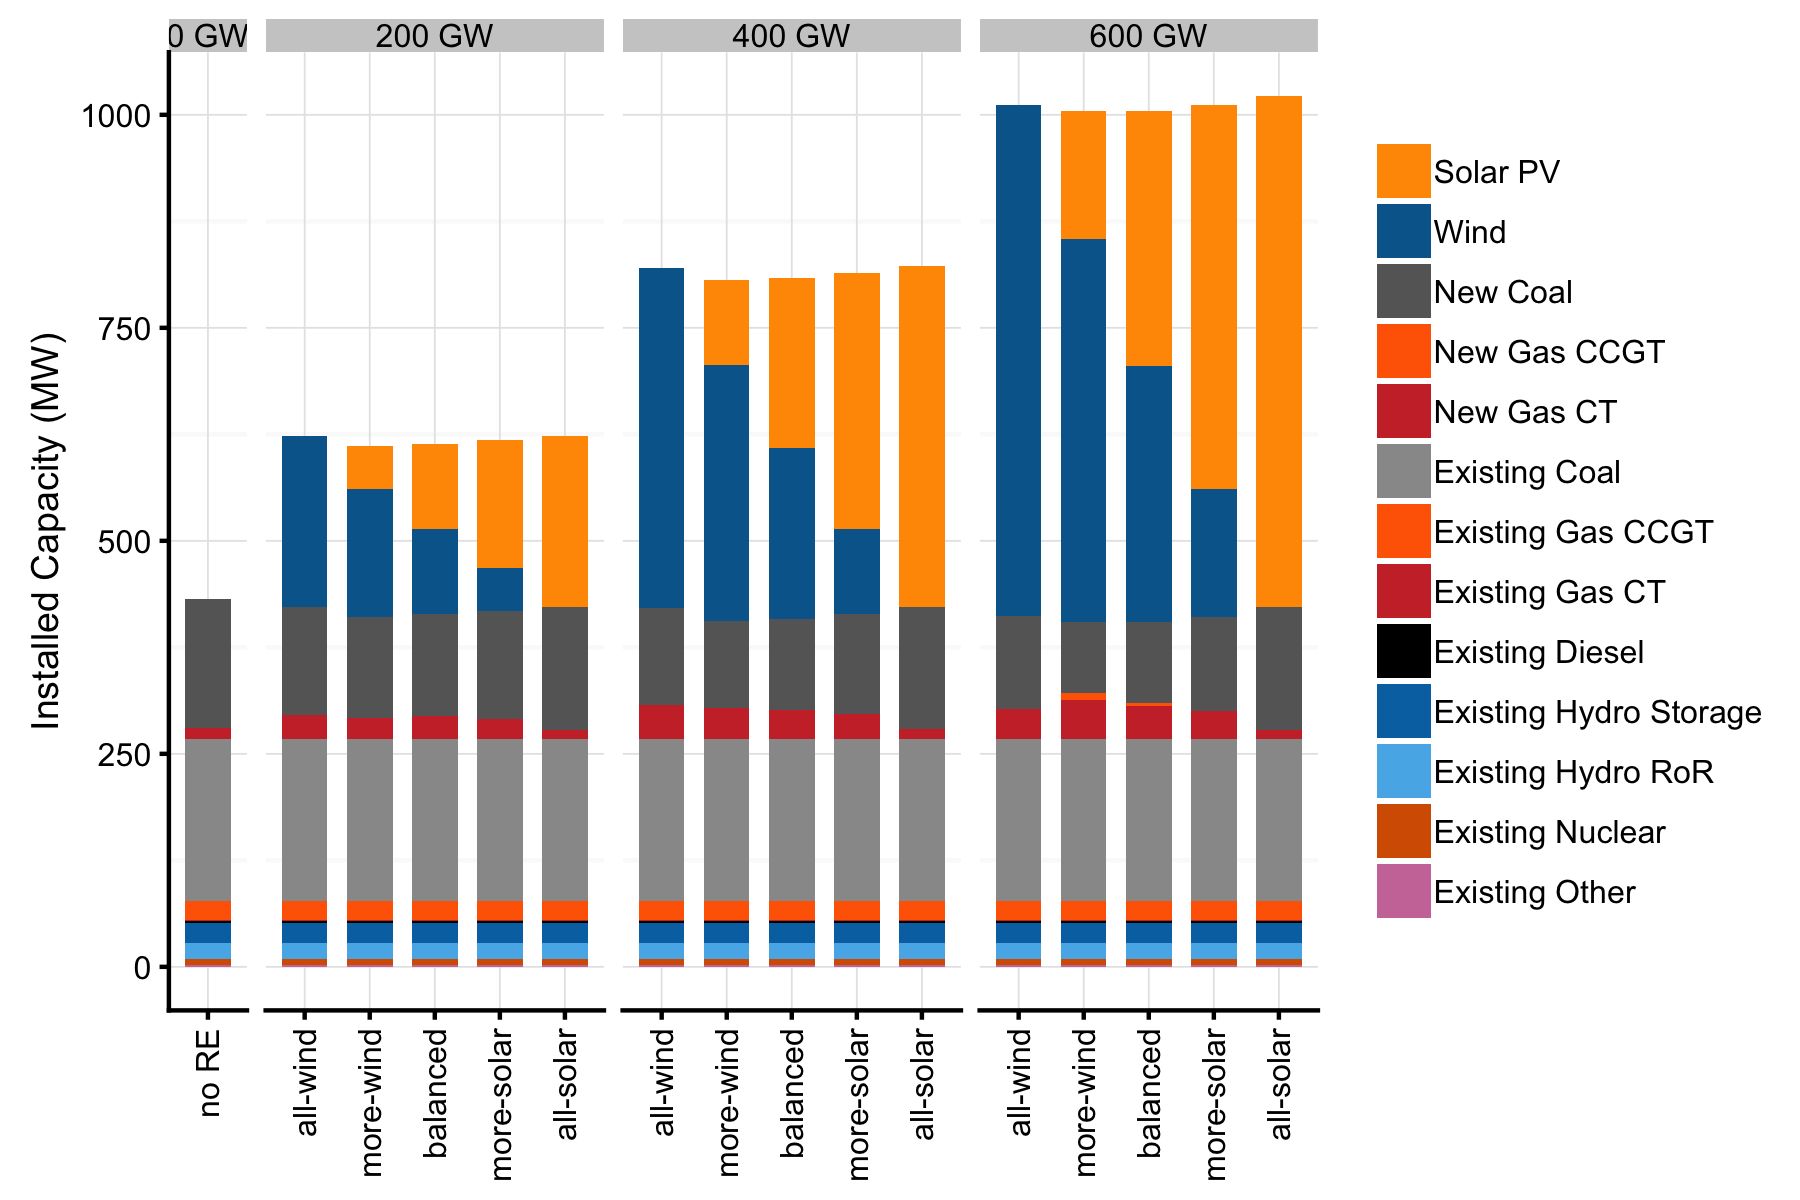 0 GW
200 GW
400 GW
600 GW
Installed Capacity (MW)
1000
750
500
250
0
no RE
all-wind
more-wind
balanced
more-solar
all-solar
all-wind
more-wind
balanced
more-solar
all-solar
all-wind
more-wind
balanced
more-solar
all-solar
Solar PV
Wind
New Coal
New Gas CCGT
New Gas CT
Existing Coal
Existing Gas CCGT
Existing Gas CT
Existing Diesel
Existing Hydro Storage
Existing Hydro RoR
Existing Nuclear
Existing Other